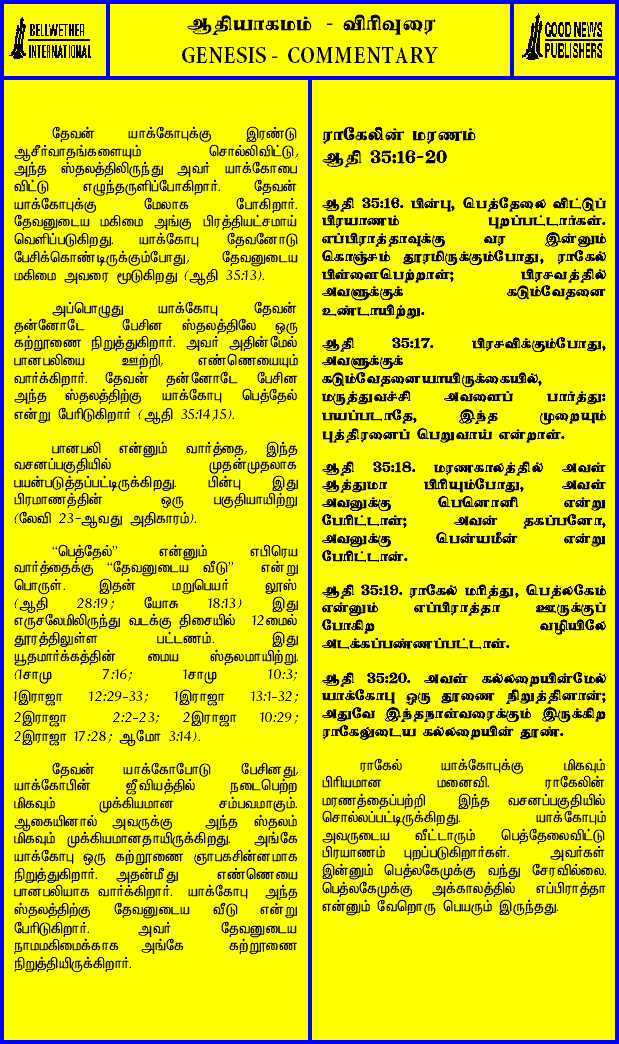 BELLWETHER
INTERNATIONAL
ஆதியாகமம் - விரிவுரை
GENESIS - COMMENTARY
GOOD NEWS
PUBLISHERS
தேவன் யாக்கோபுக்கு இரண்டு
ஆசீர்வாதங்களையும் சொல்லிவிட்டு,
அந்த ஸ்தலத்திலிருந்து அவர் யாக்கோபை
விட்டு எழுந்தருளிப்போகிறார். தேவன்
யாக்கோபுக்கு மேலாக போகிறார்.
தேவனுடைய மகிமை அங்கு பிரத்தியட்சமாய்
வெளிப்படுகிறது. யாக்கோபு தேவனோடு
பேசிக்கொண்டிருக்கும்போது, தேவனுடைய
மகிமை அவரை மூடுகிறது (ஆதி 35:13).
அப்பொழுது யாக்கோபு தேவன்
தன்னோடே பேசின ஸ்தலத்திலே ஒரு
கற்றூணை நிறுத்துகிறார். அவர் அதின்மேல்
பானபலியை ஊற்றி, எண்ணெயையும்
வார்க்கிறார். தேவன் தன்னோடே பேசின
அந்த ஸ்தலத்திற்கு யாக்கோபு பெத்தேல்
என்று பேரிடுகிறார் (ஆதி 35:14,15).
பானபலி என்னும் வார்த்தை, இந்த
வசனப்பகுதியில் முதன்முதலாக
பயன்படுத்தப்பட்டிருக்கிறது. பின்பு இது
பிரமாணத்தின் ஒரு பகுதியாயிற்று
(லேவி 23-ஆவது அதிகாரம்).
“பெத்தேல்” என்னும் எபிரெய
வார்த்தைக்கு “தேவனுடைய வீடு” என்று
பொருள். இதன் மறுபெயர் லூஸ்
(ஆதி 28:19; யோசு 18:13) இது
எருசலேமிலிருந்து வடக்கு திசையில் 12மைல்
தூரத்திலுள்ள பட்டணம். இது
யூதமார்க்கத்தின் மைய ஸ்தலமாயிற்று.
(1சாமு 7:16; 1சாமு 10:3;
1இராஜா 12:29-33; 1இராஜா 13:1-32;
2இராஜா 2:2-23; 2இராஜா 10:29;
2இராஜா 17:28; ஆமோ 3:14).
தேவன் யாக்கோபோடு பேசினது,
யாக்கோபின் ஜீவியத்தில் நடைபெற்ற
மிகவும் முக்கியமான சம்பவமாகும்.
ஆகையினால் அவருக்கு அந்த ஸ்தலம்
மிகவும் முக்கியமானதாயிருக்கிறது. அங்கே
யாக்கோபு ஒரு கற்றூணை ஞாபகசின்னமாக
நிறுத்துகிறார். அதன்மீது எண்ணெயை
பானபலியாக வார்க்கிறார். யாக்கோபு அந்த
ஸ்தலத்திற்கு தேவனுடைய வீடு என்று
பேரிடுகிறார். அவர் தேவனுடைய
நாமமகிமைக்காக அங்கே கற்றூணை
நிறுத்தியிருக்கிறார்.
ராகேலின் மரணம்
ஆதி 35:16-20
ஆதி 35:16. பின்பு, பெத்தேலை விட்டுப்
பிரயாணம் புறப்பட்டார்கள்.
எப்பிராத்தாவுக்கு வர இன்னும்
கொஞ்சம் தூரமிருக்கும்போது, ராகேல்
பிள்ளைபெற்றாள்; பிரசவத்தில்
அவளுக்குக் கடும்வேதனை
உண்டாயிற்று.
ஆதி 35:17. பிரசவிக்கும்போது,
அவளுக்குக்
கடும்வேதனையாயிருக்கையில்,
மருத்துவச்சி அவளைப் பார்த்து:
பயப்படாதே, இந்த முறையும்
புத்திரனைப் பெறுவாய் என்றாள்.
ஆதி 35:18. மரணகாலத்தில் அவள்
ஆத்துமா பிரியும்போது, அவள்
அவனுக்கு பெனொனி என்று
பேரிட்டாள்; அவன் தகப்பனோ,
அவனுக்கு பென்யமீன் என்று
பேரிட்டான்.
ஆதி 35:19. ராகேல் மரித்து, பெத்லகேம்
என்னும் எப்பிராத்தா ஊருக்குப்
போகிற வழியிலே
அடக்கப்பண்ணப்பட்டாள்.
ஆதி 35:20. அவள் கல்லறையின்மேல்
யாக்கோபு ஒரு தூணை நிறுத்தினான்;
அதுவே இந்தநாள்வரைக்கும் இருக்கிற
ராகேலுடைய கல்லறையின் தூண்.
ராகேல் யாக்கோபுக்கு மிகவும்
பிரியமான மனைவி. ராகேலின்
மரணத்தைப்பற்றி இந்த வசனப்பகுதியில்
சொல்லப்பட்டிருக்கிறது. யாக்கோபும்
அவருடைய வீட்டாரும் பெத்தேலைவிட்டு
பிரயாணம் புறப்படுகிறார்கள். அவர்கள்
இன்னும் பெத்லகேமுக்கு வந்து சேரவில்லை.
பெத்லகேமுக்கு அக்காலத்தில் எப்பிராத்தா
என்னும் வேறொரு பெயரும் இருந்தது.